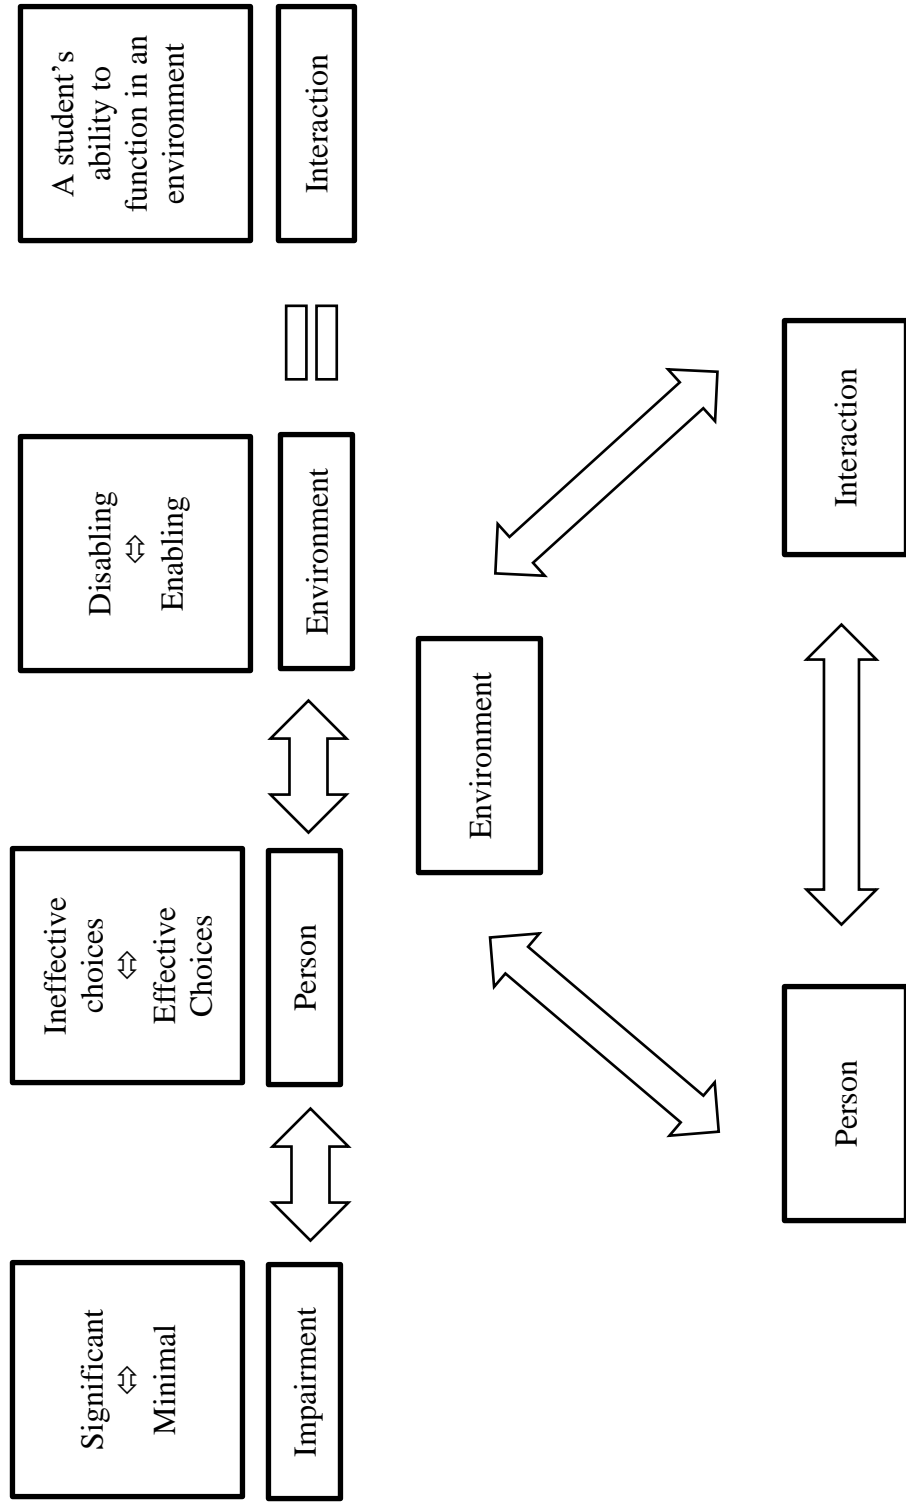 Significant
⬄
Minimal
Impairment
Ineffective
choices
⬄
Effective
Choices
Person
Disabling
⬄
Enabling
Environment
A student’s
ability to
function in an
environment
Interaction
Environment
Person
Interaction